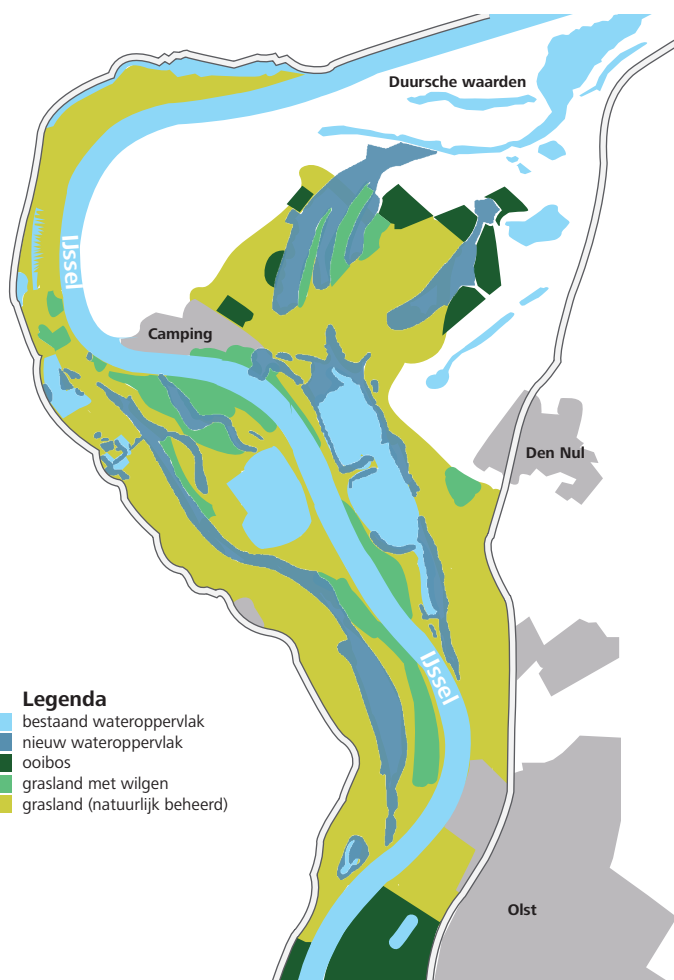 Duursche waarden
IJssel
Camping
Den Nul
IJssel
Legenda
bestaand wateroppervlak
nieuw wateroppervlak
ooibos
grasland met wilgen
grasland (natuurlijk beheerd)
Olst